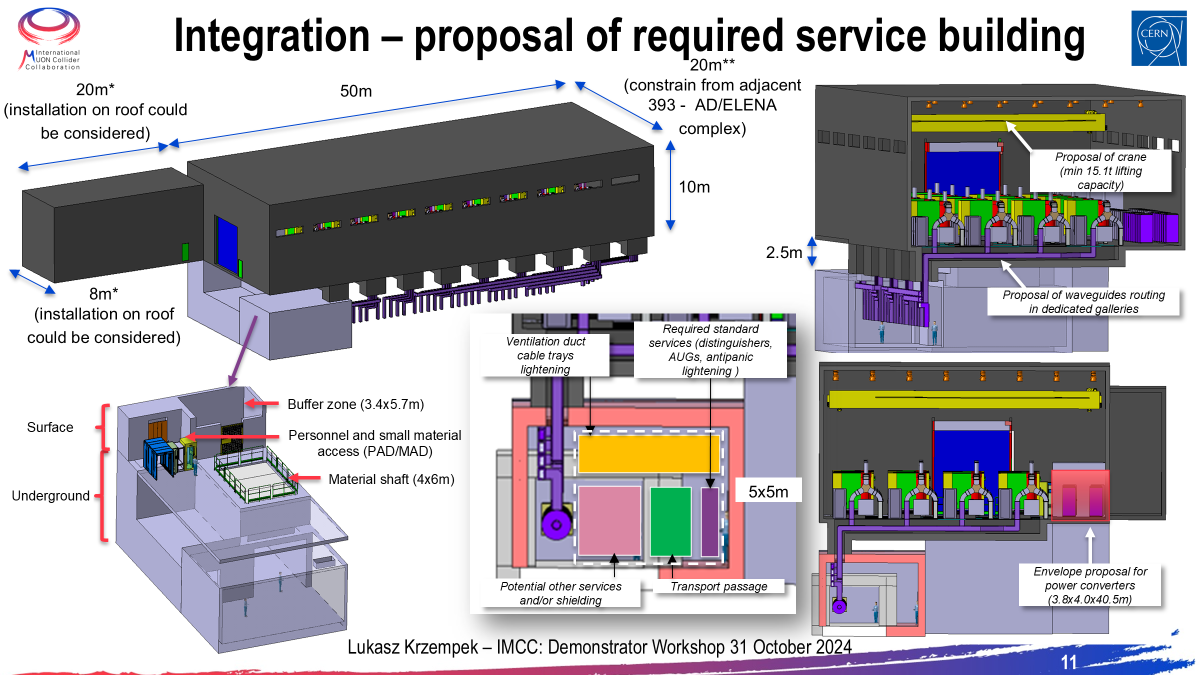 Integration – proposal of required service building
International
MUON Collider
Collaboration
CERN
20m*
(installation on roof could
be considered)
50m
20m**
(constrain from adjacent
393 - AD/ELENA
complex)
10m
8m*
(installation on roof
could be considered)
Proposal of crane
(min 15.1t lifting
capacity)
2.5m
Proposal of waveguides routing
in dedicated galleries
Ventilation duct
cable trays
lightening
Required standard
services (distinguishers,
AUGs, antipanic
lightening )
5x5m
Potential other services
and/or shielding
Transport passage
Surface
Underground
Buffer zone (3.4x5.7m)
Personnel and small material
access (PAD/MAD)
Material shaft (4x6m)
Envelope proposal for
power converters
(3.8x4.0x40.5m)
Lukasz Krzempek – IMCC: Demonstrator Workshop 31 October 2024
11